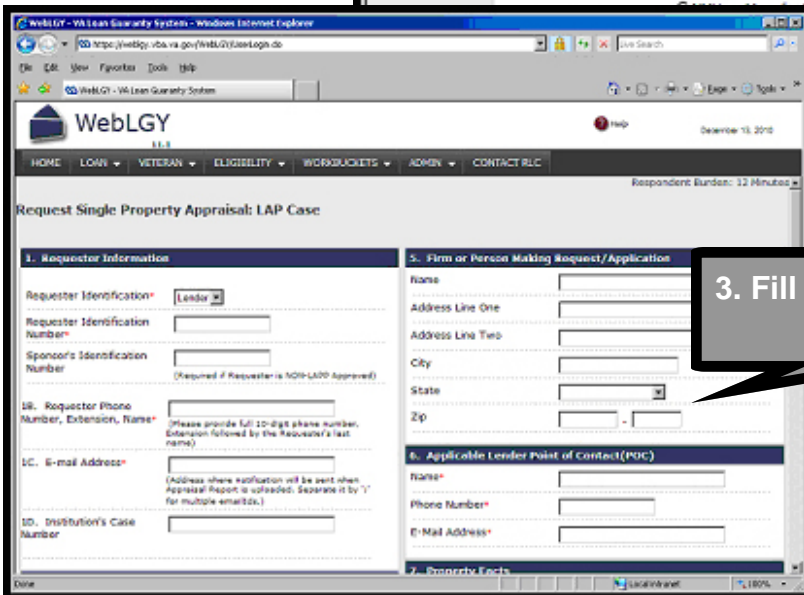 WebLGY - VA Loan Guaranty System - Windows Internet Explorer
https://weblgy.vba.va.gov/WebLGY/UserLogin.do
Live Search
File Edit View Favorites Tools Help
WebLGY - VA Loan Guaranty System
Page Tools
WebLGY
Help
December 13, 2010
HOME LOAN VETERAN ELIGIBILITY WORKBUCKETS ADMIN CONTACT RLC
Respondent Burden: 12 Minutes
Request Single Property Appraisal: LAP Case
1. Requestor Information
Requester Identification* Lender
Requester Identification
Number*
Sponsor's Identification
Number
(Required if Requester is NON-LAPP Approved)
1B. Requestor Phone
Number, Extension, Name*
(Please provide full 10-digit phone number,
Extension followed by the Requester's last
name)
1C. E-mail Address*
(Address where notification will be sent when
Appraisal Report is uploaded. Separate it by ';'
for multiple emailids.)
1D. Institution's Case
Number
5. Firm or Person Making Request/Application
Name
Address Line One
Address Line Two
City
State
Zip -
6. Applicable Lender Point of Contact(POC)
Name*
Phone Number*
E-Mail Address*
7. Property Facts
3. Fill
Done
Local intranet
100%